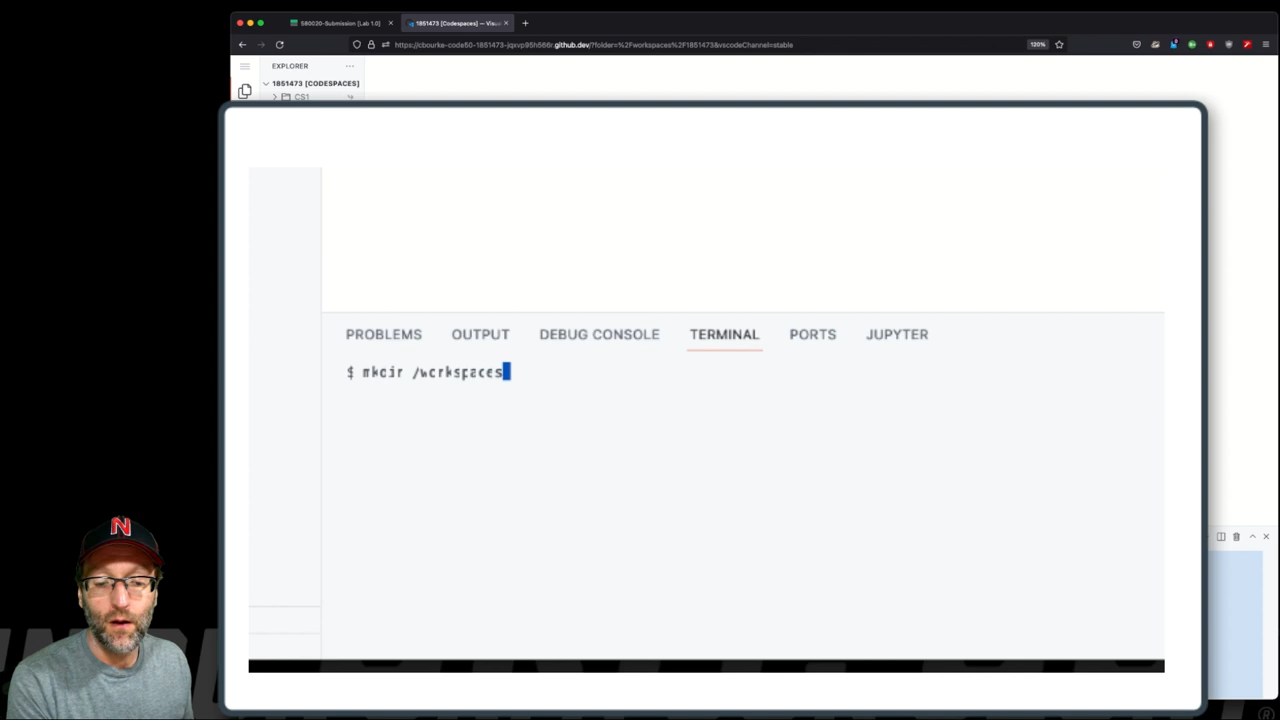 580020-Submission [Lab 1.0]
1851473 [Codespaces] — Visu
https://cbourke-code50-1851473-jqxvp95h566r.github.dev/?folder=%2Fworkspaces%2F1851473&vscodeChannel=stable
120%
EXPLORER
1851473 [CODESPACES]
CS1
PROBLEMS OUTPUT DEBUG CONSOLE TERMINAL PORTS JUPYTER
$ mkdir /workspaces
N